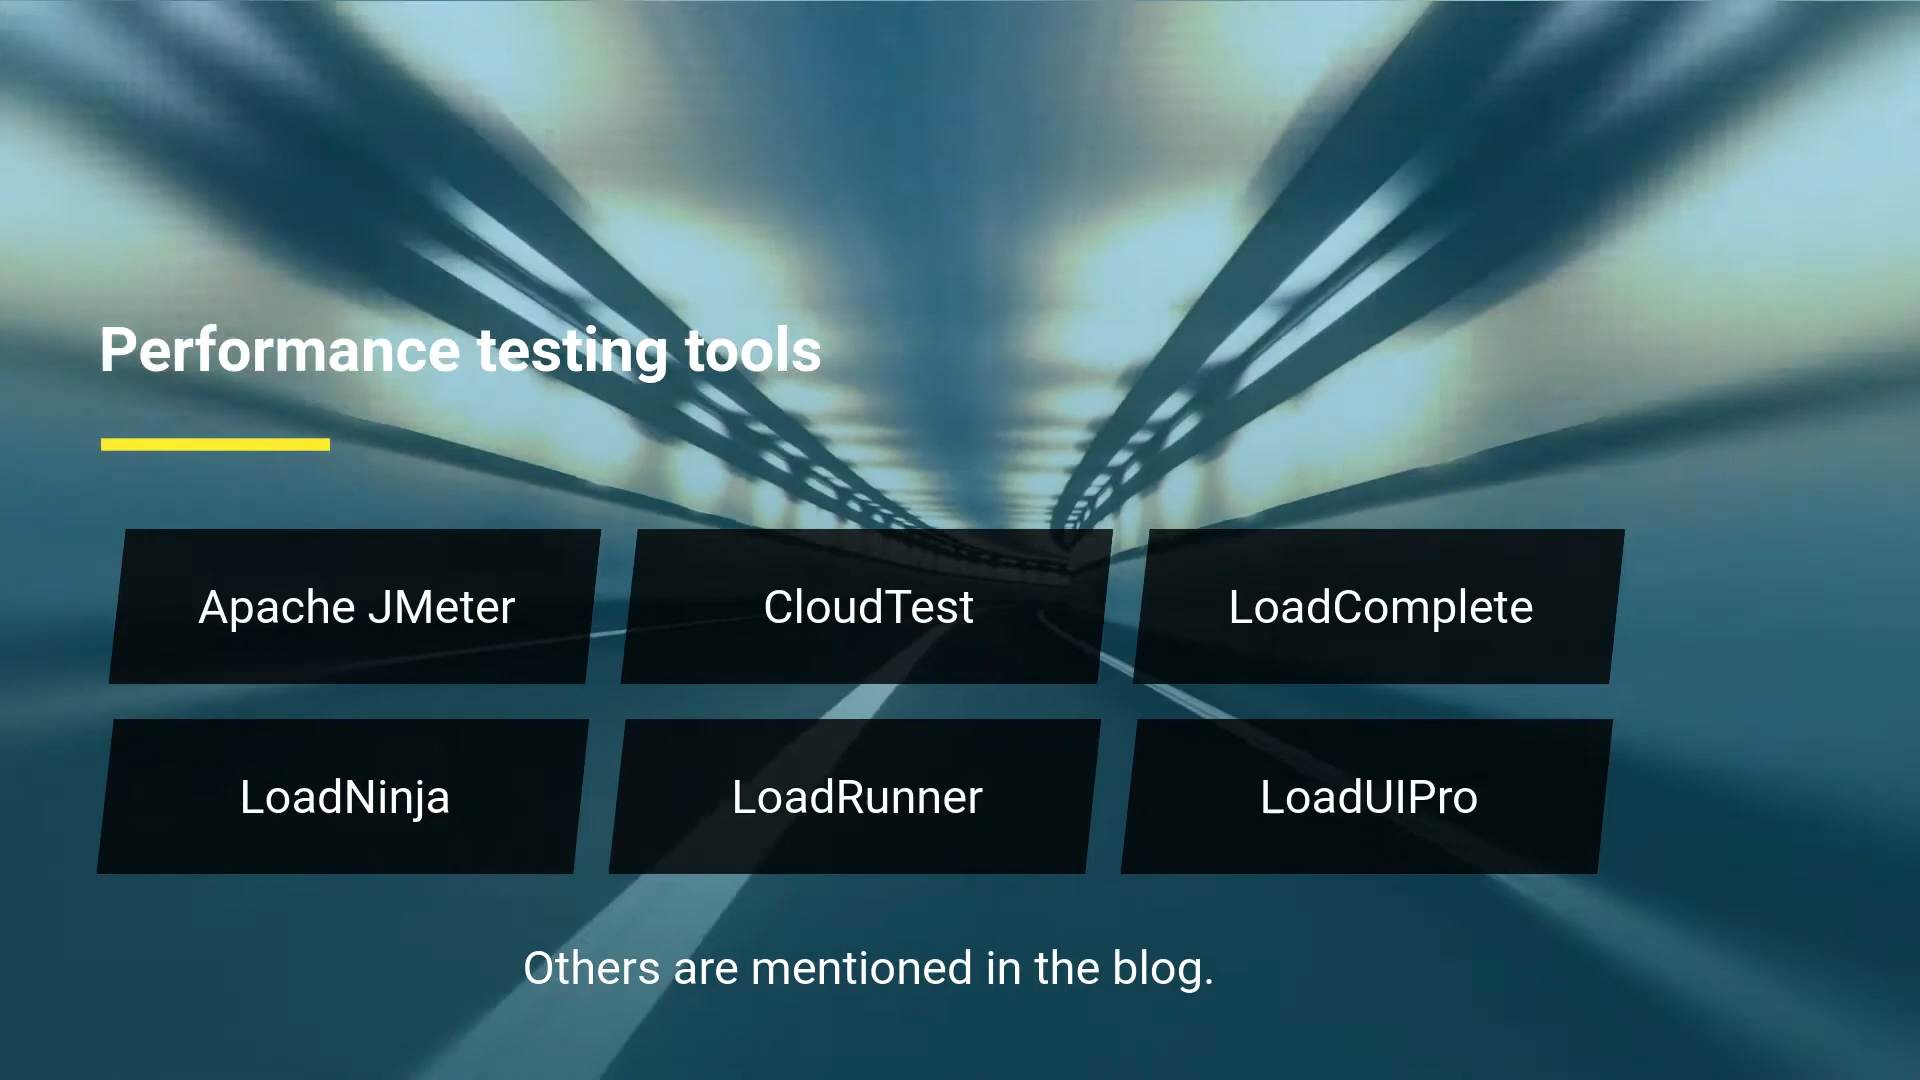 Performance testing tools
Apache JMeter
CloudTest
LoadComplete
LoadNinja
LoadRunner
LoadUIPro
Others are mentioned in the blog.